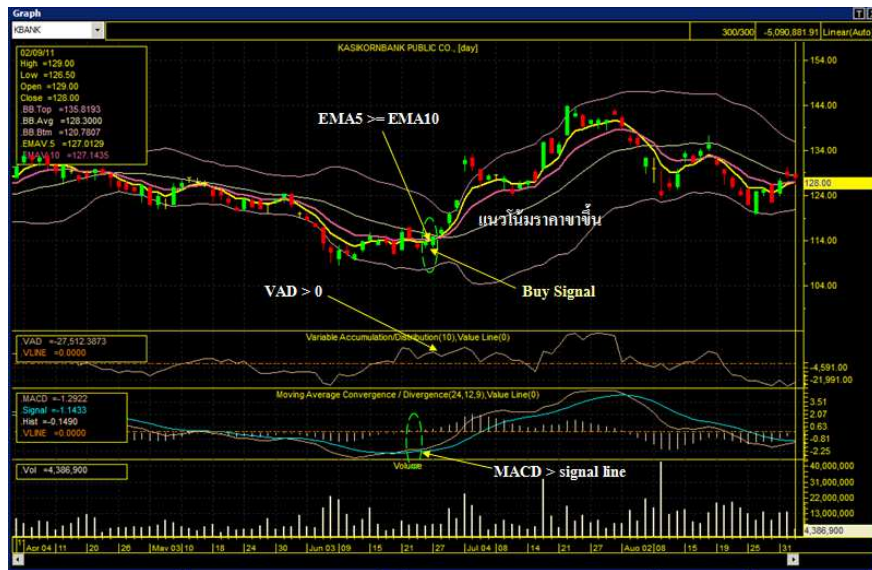 Graph
KBANK
300/300 -5,090,881.91 Linear(Auto
KASIKORNBANK PUBLIC CO., [day]
02/09/11
High =129.00
Low =126.50
Open =129.00
Close =128.00
.BB.Top =135.8193
.BB.Avg =128.3000
.BB.Btm =120.7807
.EMAV.5 =127.0129
.EMAV.10 =127.1435
154.00
144.00
134.00
128.00
124.00
114.00
104.00
EMA5 >= EMA10
แนวโน้มราคาขาขึ้น
Buy Signal
VAD > 0
Variable Accumulation/Distribution(10),Value Line(0)
.VAD =-27,512.3873
.VLINE =0.0000
-4,591.00
-21,991.00
Moving Average Convergence / Divergence(24,12,9),Value Line(0)
.MACD =-1.2922
Signal =-1.1433
.Hist =-0.1490
VLINE =0.0000
3.51
2.07
0.63
-0.81
-2.25
MACD > signal line
Volume
.Vol =4,386,900
40,000,000
31,000,000
22,000,000
13,000,000
4,386,900
11 Apr 04 11 20 26 May 03 10 18 24 30 Jun 03 09 15 21 27 Jul 04 08 14 21 27 Aug 02 08 15 19 25 31